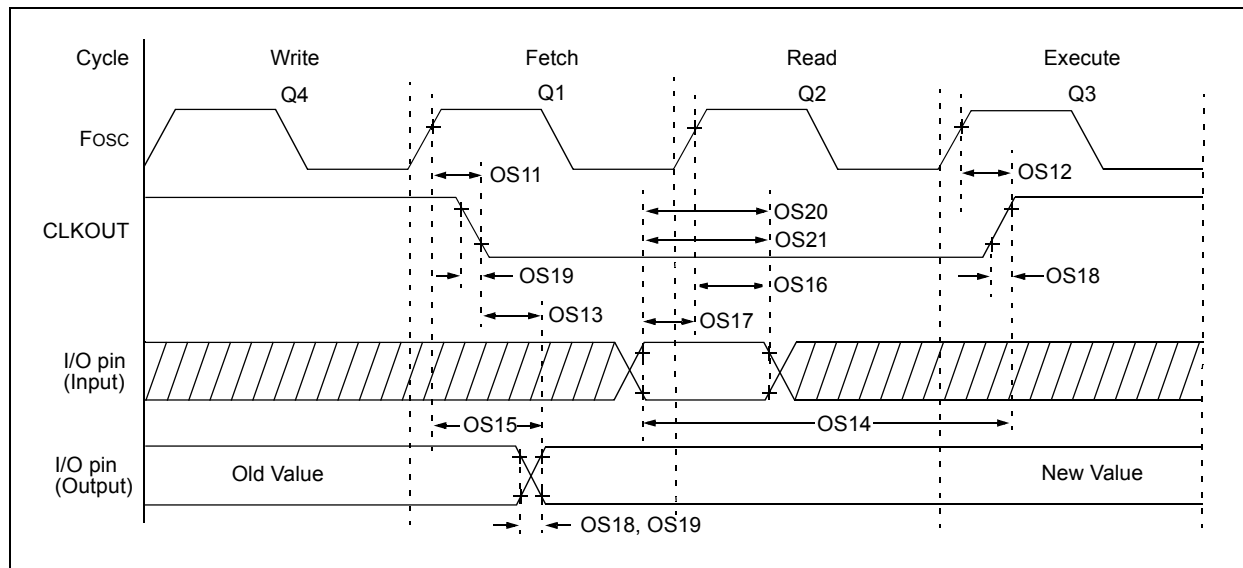 Cycle Write Fetch Read Execute
Q4 Q1 Q2 Q3
FOSC
OS11 OS12
CLKOUT
OS20
OS21
OS19 OS16 OS18
OS13 OS17
I/O pin
(Input)
OS15 OS14
I/O pin
(Output)
Old Value New Value
OS18, OS19